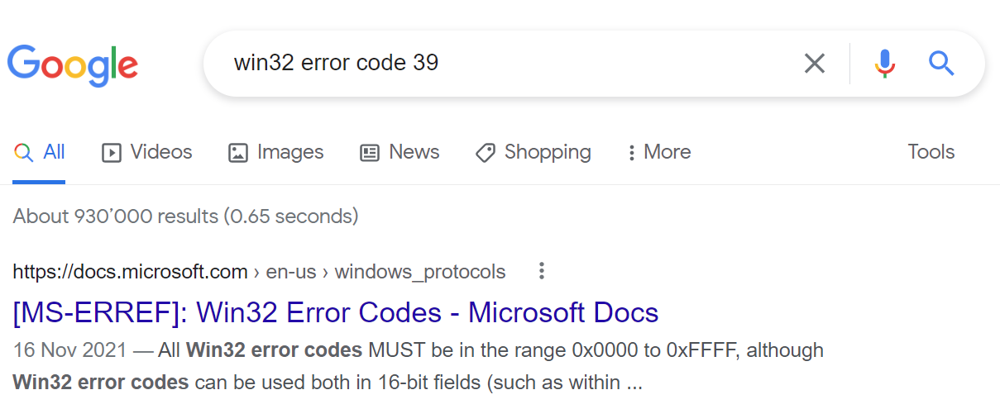 Google
win32 error code 39
All Videos Images News Shopping More Tools
About 930’000 results (0.65 seconds)
https://docs.microsoft.com › en-us › windows_protocols
[MS-ERREF]: Win32 Error Codes - Microsoft Docs
16 Nov 2021 — All Win32 error codes MUST be in the range 0x0000 to 0xFFFF, although
Win32 error codes can be used both in 16-bit fields (such as within ...